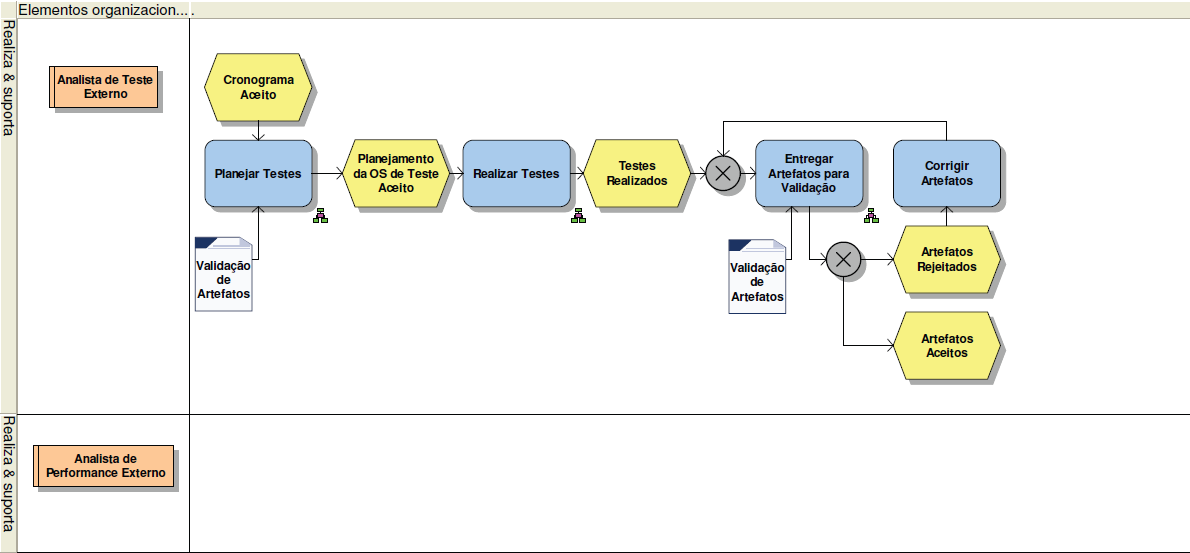 Elementos organizacion... .
Realiza & suporta
Analista de Teste
Externo
Cronograma
Aceito
Planejar Testes
Planejamento
da OS de Teste
Aceito
Realizar Testes
Testes
Realizados
Entregar
Artefatos para
Validação
Corrigir
Artefatos
Validação
de
Artefatos
Validação
de
Artefatos
Artefatos
Rejeitados
Artefatos
Aceitos
Realiza & suporta
Analista de
Performance Externo